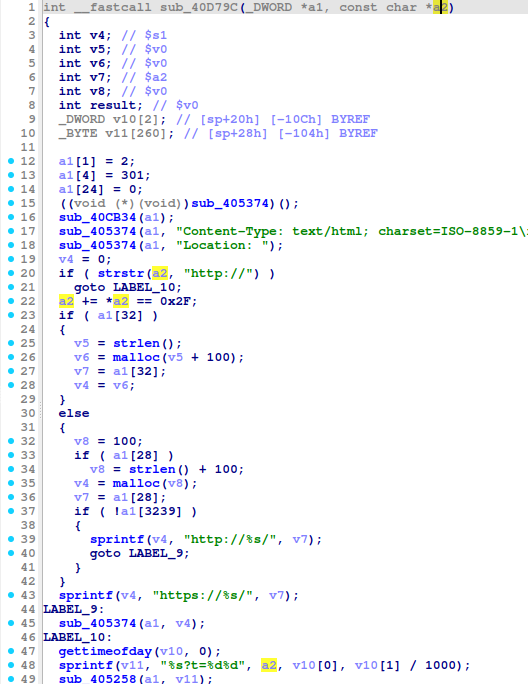 1 int __fastcall sub_40D79C(_DWORD *a1, const char *a2)
2 {
3 int v4; // $s1
4 int v5; // $v0
5 int v6; // $v0
6 int v7; // $a2
7 int v8; // $v0
8 int result; // $v0
9 _DWORD v10[2]; // [sp+20h] [-10Ch] BYREF
10 _BYTE v11[260]; // [sp+28h] [-104h] BYREF
11
12 a1[1] = 2;
13 a1[4] = 301;
14 a1[24] = 0;
15 ((void (*)(void))sub_405374)();
16 sub_40CB34(a1);
17 sub_405374(a1, "Content-Type: text/html; charset=ISO-8859-1\
18 sub_405374(a1, "Location: ");
19 v4 = 0;
20 if ( strstr(a2, "http://") )
21 goto LABEL_10;
22 a2 += *a2 == 0x2F;
23 if ( a1[32] )
24 {
25 v5 = strlen();
26 v6 = malloc(v5 + 100);
27 v7 = a1[32];
28 v4 = v6;
29 }
30 else
31 {
32 v8 = 100;
33 if ( a1[28] )
34 v8 = strlen() + 100;
35 v4 = malloc(v8);
36 v7 = a1[28];
37 if ( !a1[3239] )
38 {
39 sprintf(v4, "http://%s/", v7);
40 goto LABEL_9;
41 }
42 }
43 sprintf(v4, "https://%s/", v7);
44 LABEL_9:
45 sub_405374(a1, v4);
46 LABEL_10:
47 gettimeofday(v10, 0);
48 sprintf(v11, "%s?t=%d%d", a2, v10[0], v10[1] / 1000);
49 sub_405258(a1, v11);